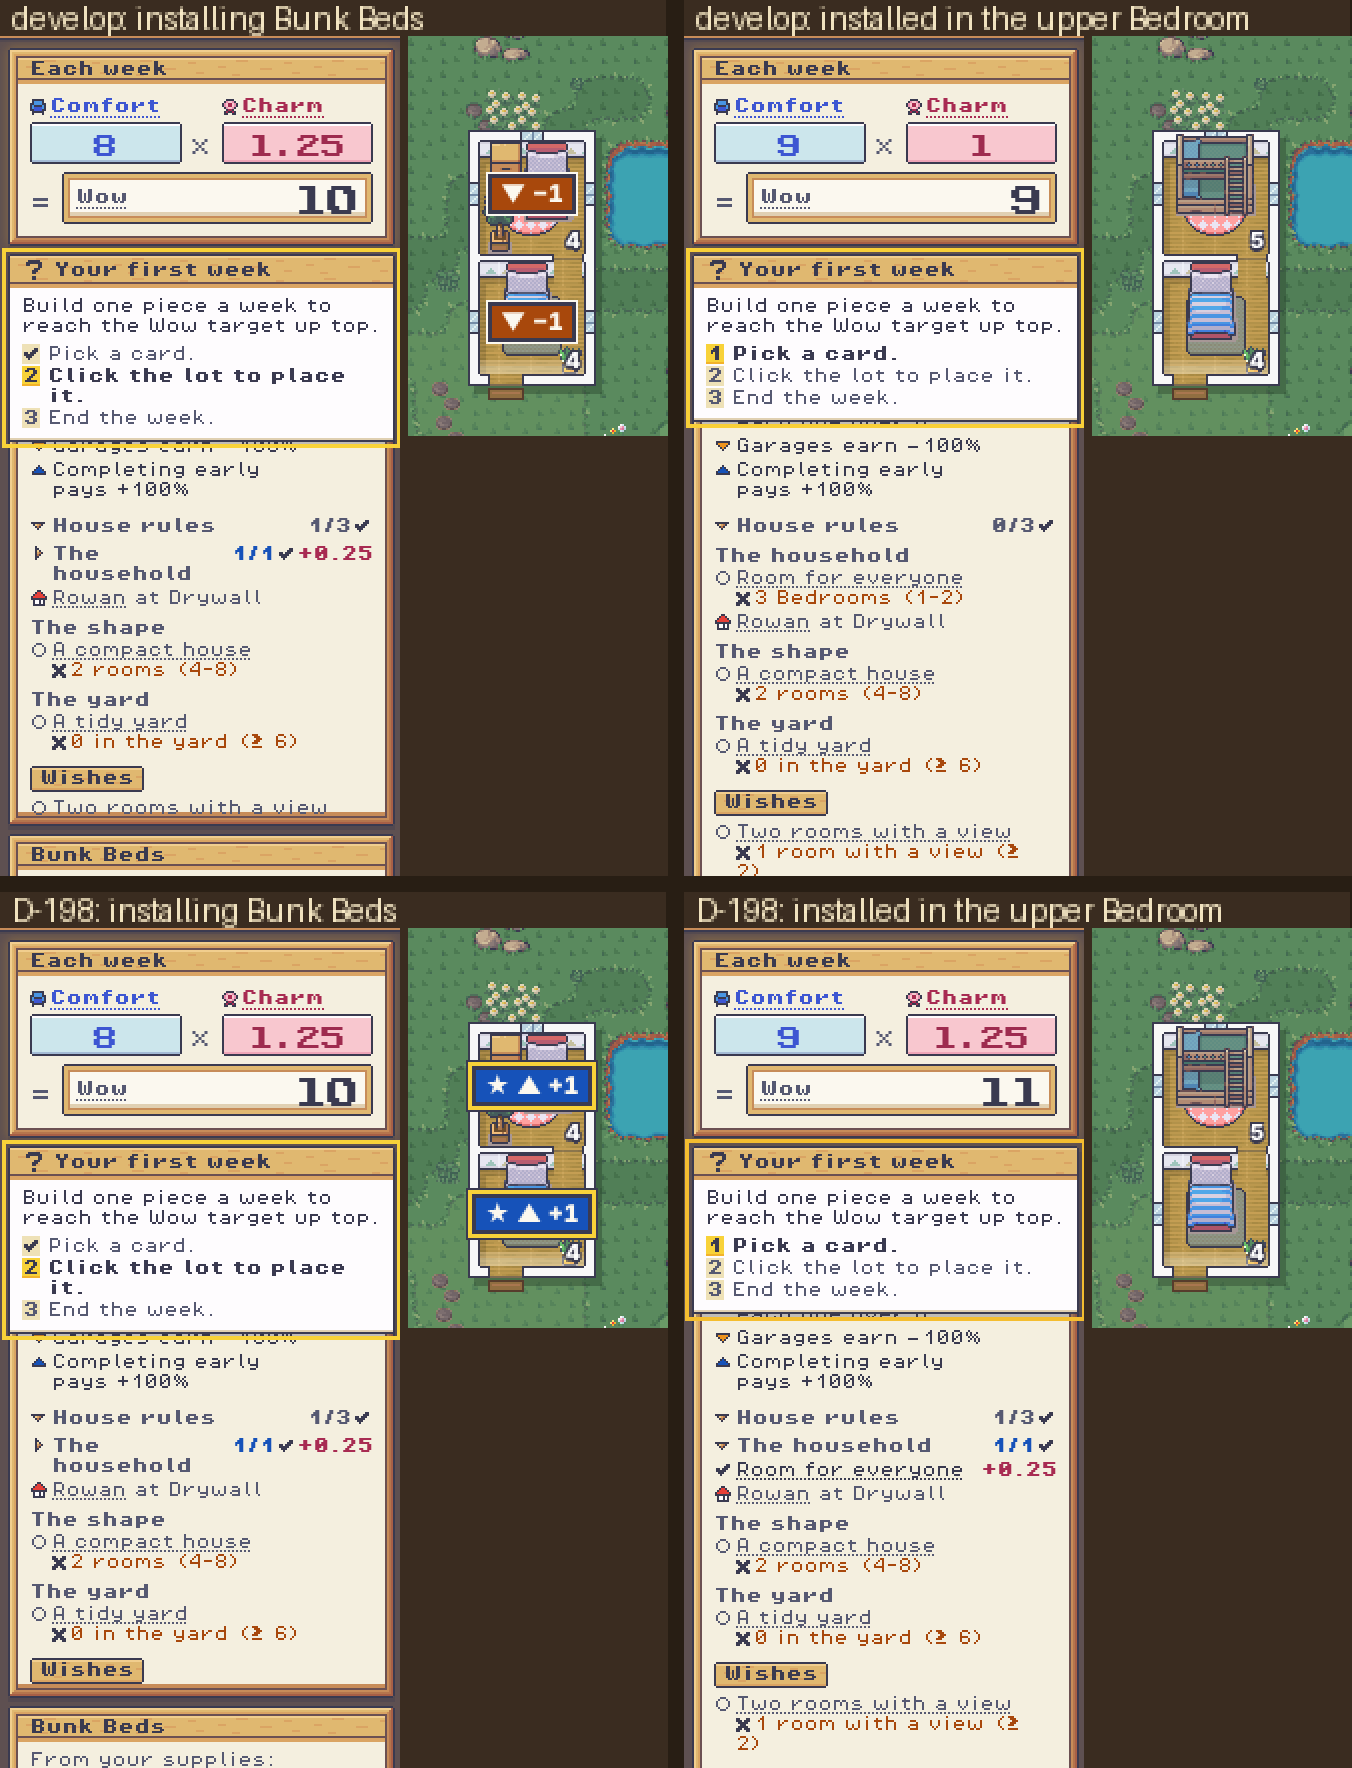 develop: installing Bunk Beds
Each week
Comfort Charm
8 x 1.25
= Wow 10
? Your first week
Build one piece a week to
reach the Wow target up top.
Pick a card.
2 Click the lot to place
it.
3 End the week.
Garages earn -100%
Completing early
pays +100%
House rules 1/3
The 1/1 +0.25
household
Rowan at Drywall
The shape
A compact house
2 rooms (4-8)
The yard
A tidy yard
0 in the yard (≥ 6)
Wishes
Two rooms with a view
Bunk Beds
▼ -1
4
▼ -1
4
develop: installed in the upper Bedroom
Each week
Comfort Charm
9 x 1
= Wow 9
? Your first week
Build one piece a week to
reach the Wow target up top.
1 Pick a card.
2 Click the lot to place it.
3 End the week.
Garages earn -100%
Completing early
pays +100%
House rules 0/3
The household
Room for everyone
3 Bedrooms (1-2)
Rowan at Drywall
The shape
A compact house
2 rooms (4-8)
The yard
A tidy yard
0 in the yard (≥ 6)
Wishes
Two rooms with a view
1 room with a view (≥
2)
5
4
D-198: installing Bunk Beds
Each week
Comfort Charm
8 x 1.25
= Wow 10
? Your first week
Build one piece a week to
reach the Wow target up top.
Pick a card.
2 Click the lot to place
it.
3 End the week.
Garages earn -100%
Completing early
pays +100%
House rules 1/3
The 1/1 +0.25
household
Rowan at Drywall
The shape
A compact house
2 rooms (4-8)
The yard
A tidy yard
0 in the yard (≥ 6)
Wishes
Bunk Beds
From your supplies:
★ ▲ +1
4
★ ▲ +1
4
D-198: installed in the upper Bedroom
Each week
Comfort Charm
9 x 1.25
= Wow 11
? Your first week
Build one piece a week to
reach the Wow target up top.
1 Pick a card.
2 Click the lot to place it.
3 End the week.
Garages earn -100%
Completing early
pays +100%
House rules 1/3
The household 1/1
Room for everyone +0.25
Rowan at Drywall
The shape
A compact house
2 rooms (4-8)
The yard
A tidy yard
0 in the yard (≥ 6)
Wishes
Two rooms with a view
1 room with a view (≥
2)
5
4